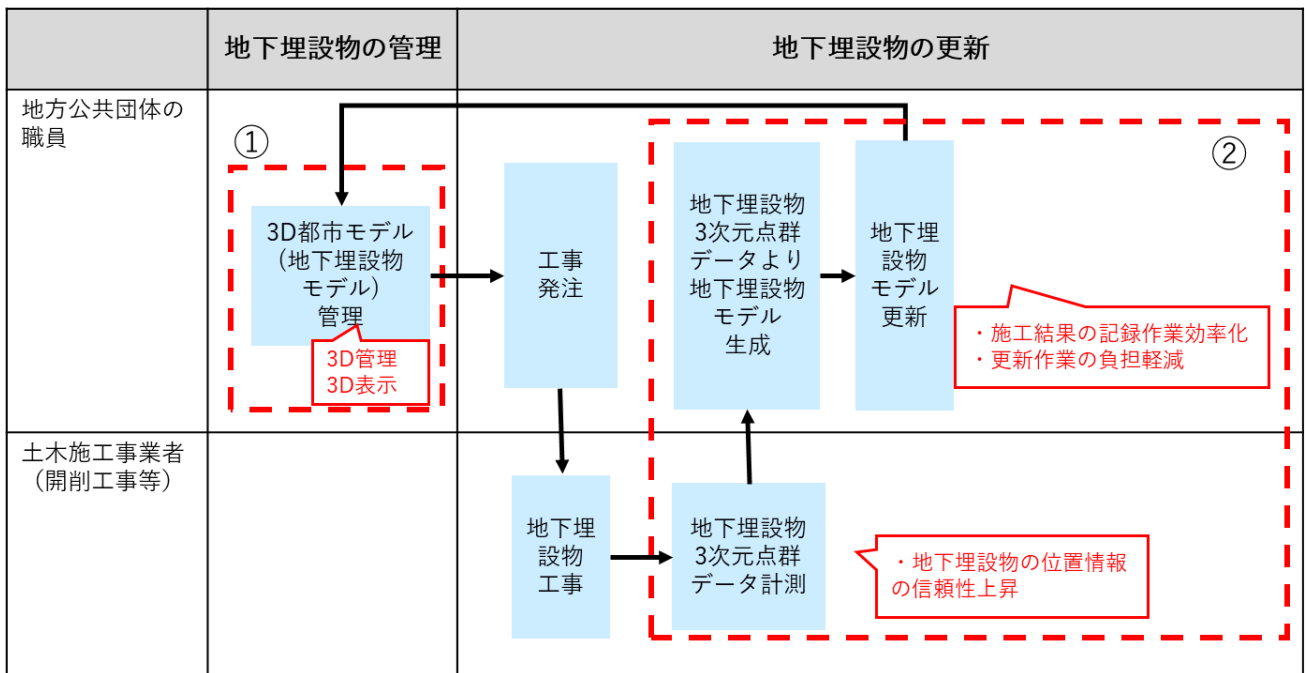 地下埋設物の管理
地下埋設物の更新
地方公共団体の
職員
①
3D都市モデル
(地下埋設物
モデル)
管理
3D管理
3D表示
工事
発注
地下埋設物
3次元点群
データより
地下埋設物
モデル
生成
地下埋
設物
モデル
更新
②
・施工結果の記録作業効率化
・更新作業の負担軽減
土木施工事業者
（開削工事等）
地下埋
設物
工事
地下埋設物
3次元点群
データ計測
・地下埋設物の位置情報
の信頼性上昇